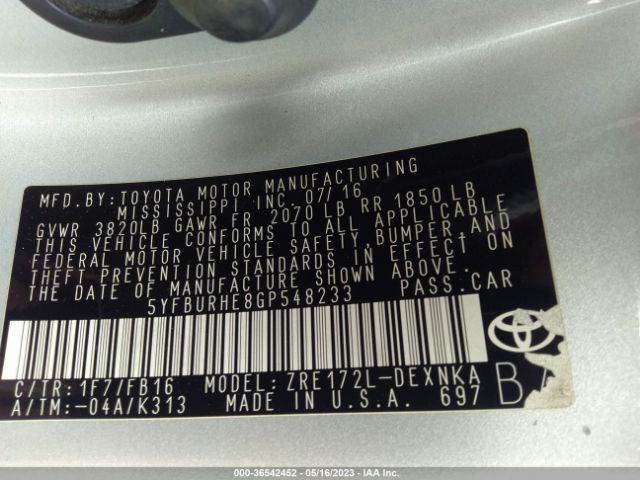 MFD.BY:TOYOTA MOTOR MANUFACTURING
MISSISSIPPI INC.07/16
GVWR 3820LB GAWR FR 2070 LB RR 1850 LB
THIS VEHICLE CONFORMS TO ALL APPLICABLE
FEDERAL MOTOR VEHICLE SAFETY,BUMPER,AND
THEFT PREVENTION STANDARDS IN EFFECT ON
THE DATE OF MANUFACTURE SHOWN ABOVE.
5YFBURHE8GP548233 PASS.CAR
C/TR:1F7/FB16 MODEL:ZRE172L-DEXNKA
A/TM:-04A/K313 MADE IN U.S.A. 697
000-36542452 - 05/16/2023 - IAA Inc.